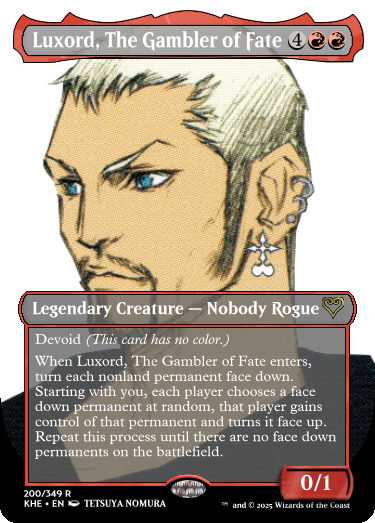 Luxord, The Gambler of Fate 4
Legendary Creature — Nobody Rogue
Devoid (This card has no color.)
When Luxord, The Gambler of Fate enters,
turn each nonland permanent face down.
Starting with you, each player chooses a face
down permanent at random, that player gains
control of that permanent and turns it face up.
Repeat this process until there are no face down
permanents on the battlefield.
0/1
200/349 R
KHE • EN TETSUYA NOMURA
™ and © 2025 Wizards of the Coast